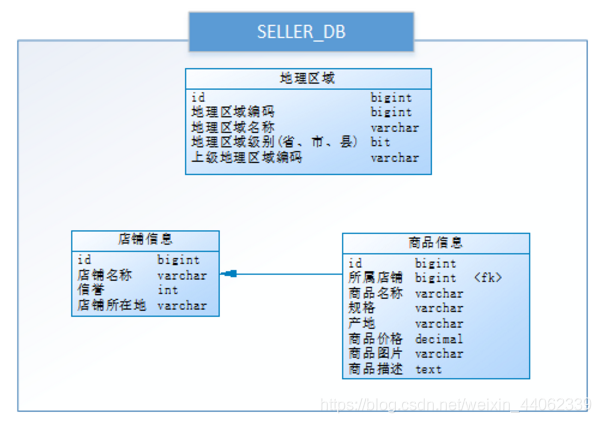 SELLER_DB
地理区域
id bigint
地理区域编码 bigint
地理区域名称 varchar
地理区域级别(省、市、县) bit
上级地理区域编码 varchar
店铺信息
id bigint
店铺名称 varchar
信誉 int
店铺所在地 varchar
商品信息
id bigint
所属店铺 bigint <fk>
商品名称 varchar
规格 varchar
产地 varchar
商品价格 decimal
商品图片 varchar
商品描述 text
https://blog.csdn.net/weixin_44062339